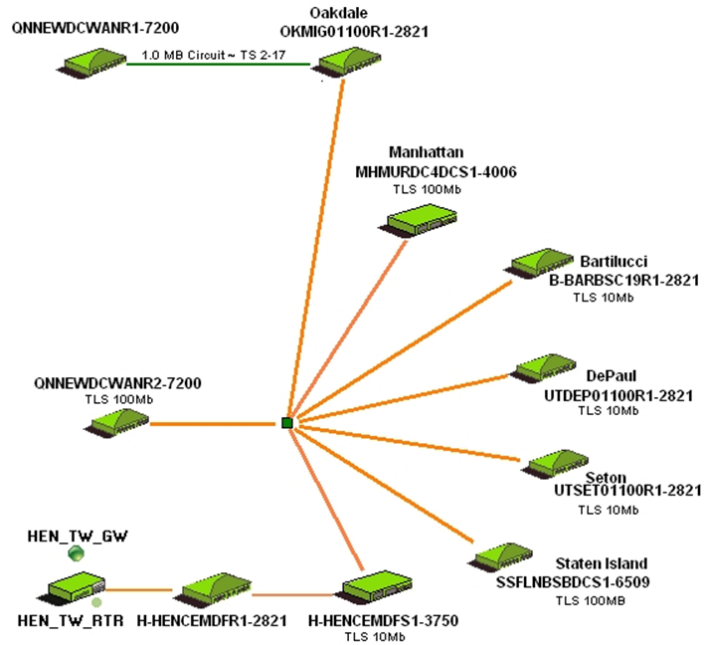 QNNEWDCWANR1-7200
Oakdale
OKMIG01100R1-2821
1.0 MB Circuit ~ TS 2-17
Manhattan
MHMURDC4DCS1-4006
TLS 100Mb
Bartilucci
B-BARBSC19R1-2821
TLS 10Mb
DePaul
UTDEP01100R1-2821
TLS 10Mb
QNNEWDCWANR2-7200
TLS 100Mb
Seton
UTSET01100R1-2821
TLS 10Mb
Staten Island
SSFLNBSBDCS1-6509
TLS 100MB
HEN_TW_GW
HEN_TW_RTR
H-HENCEMDFR1-2821
H-HENCEMDFS1-3750
TLS 10Mb